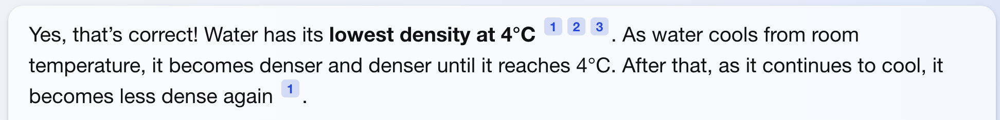 Yes, that’s correct! Water has its lowest density at 4°C 1 2 3 . As water cools from room
temperature, it becomes denser and denser until it reaches 4°C. After that, as it continues to cool, it
becomes less dense again 1 .